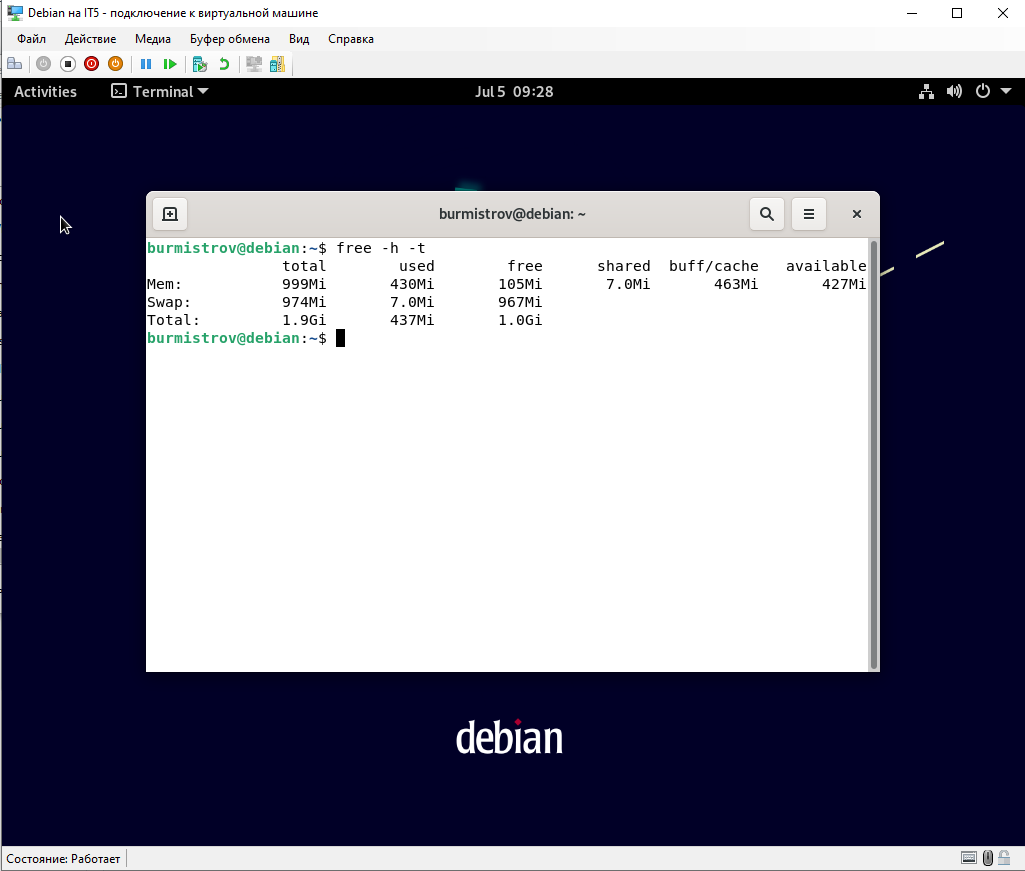 Debian на IT5 - подключение к виртуальной машине
Файл Действие Медиа Буфер обмена Вид Справка
Activities Terminal Jul 5 09:28
burmistrov@debian: ~
burmistrov@debian:~$ free -h -t
total used free shared buff/cache available
Mem: 999Mi 430Mi 105Mi 7.0Mi 463Mi 427Mi
Swap: 974Mi 7.0Mi 967Mi
Total: 1.9Gi 437Mi 1.0Gi
burmistrov@debian:~$
debian
Состояние: Работает